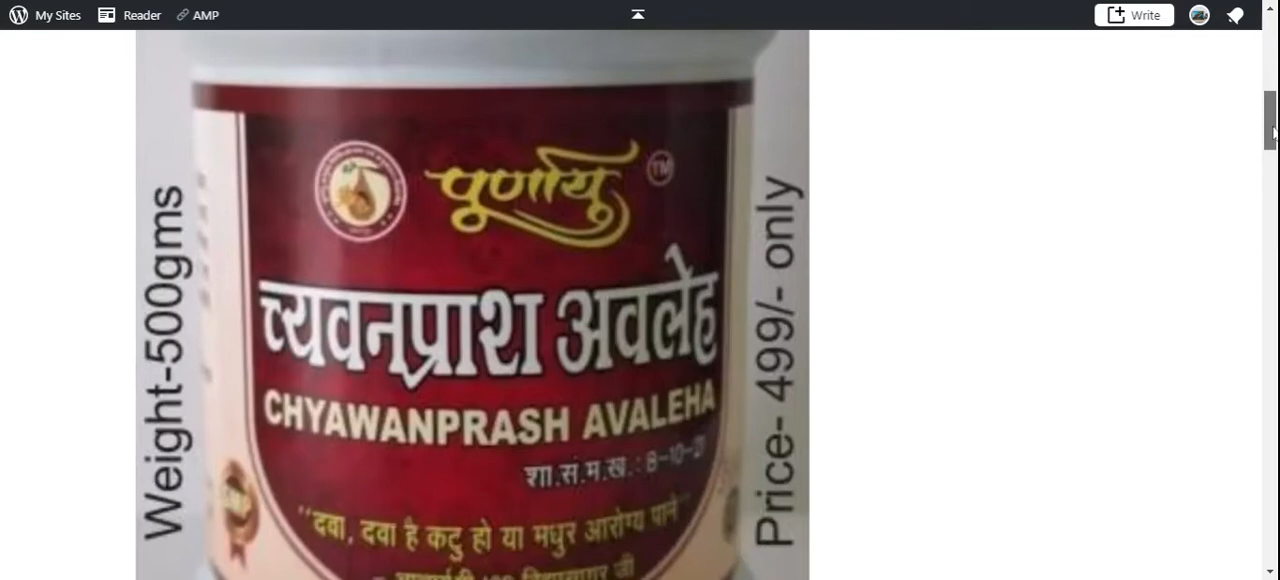 My Sites
Reader
AMP
Write
Weight-500gms
पूर्णायु
TM
च्यवनप्राश अवलेह
CHYAWANPRASH AVALEHA
शा.सं.म.ख.: 8-10-21
"दवा, दवा है कटु हो या मधुर आरोग्य पाने"
Price- 499/- only